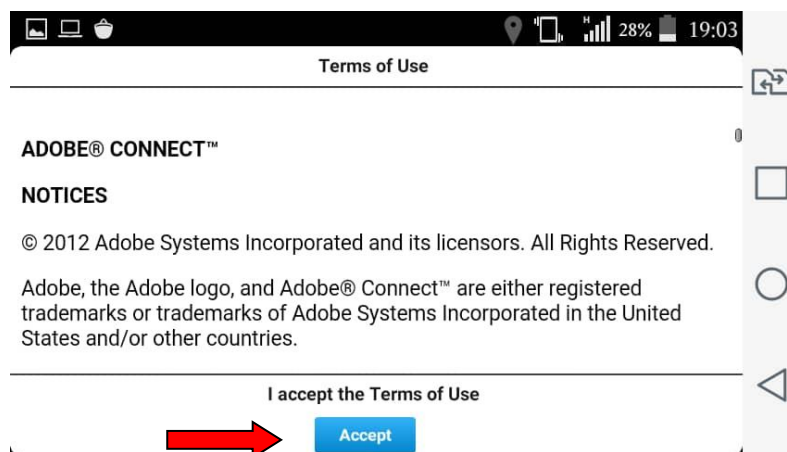 H 28% 19:03
Terms of Use
ADOBE® CONNECT™
NOTICES
© 2012 Adobe Systems Incorporated and its licensors. All Rights Reserved.
Adobe, the Adobe logo, and Adobe® Connect™ are either registered
trademarks or trademarks of Adobe Systems Incorporated in the United
States and/or other countries.
I accept the Terms of Use
Accept